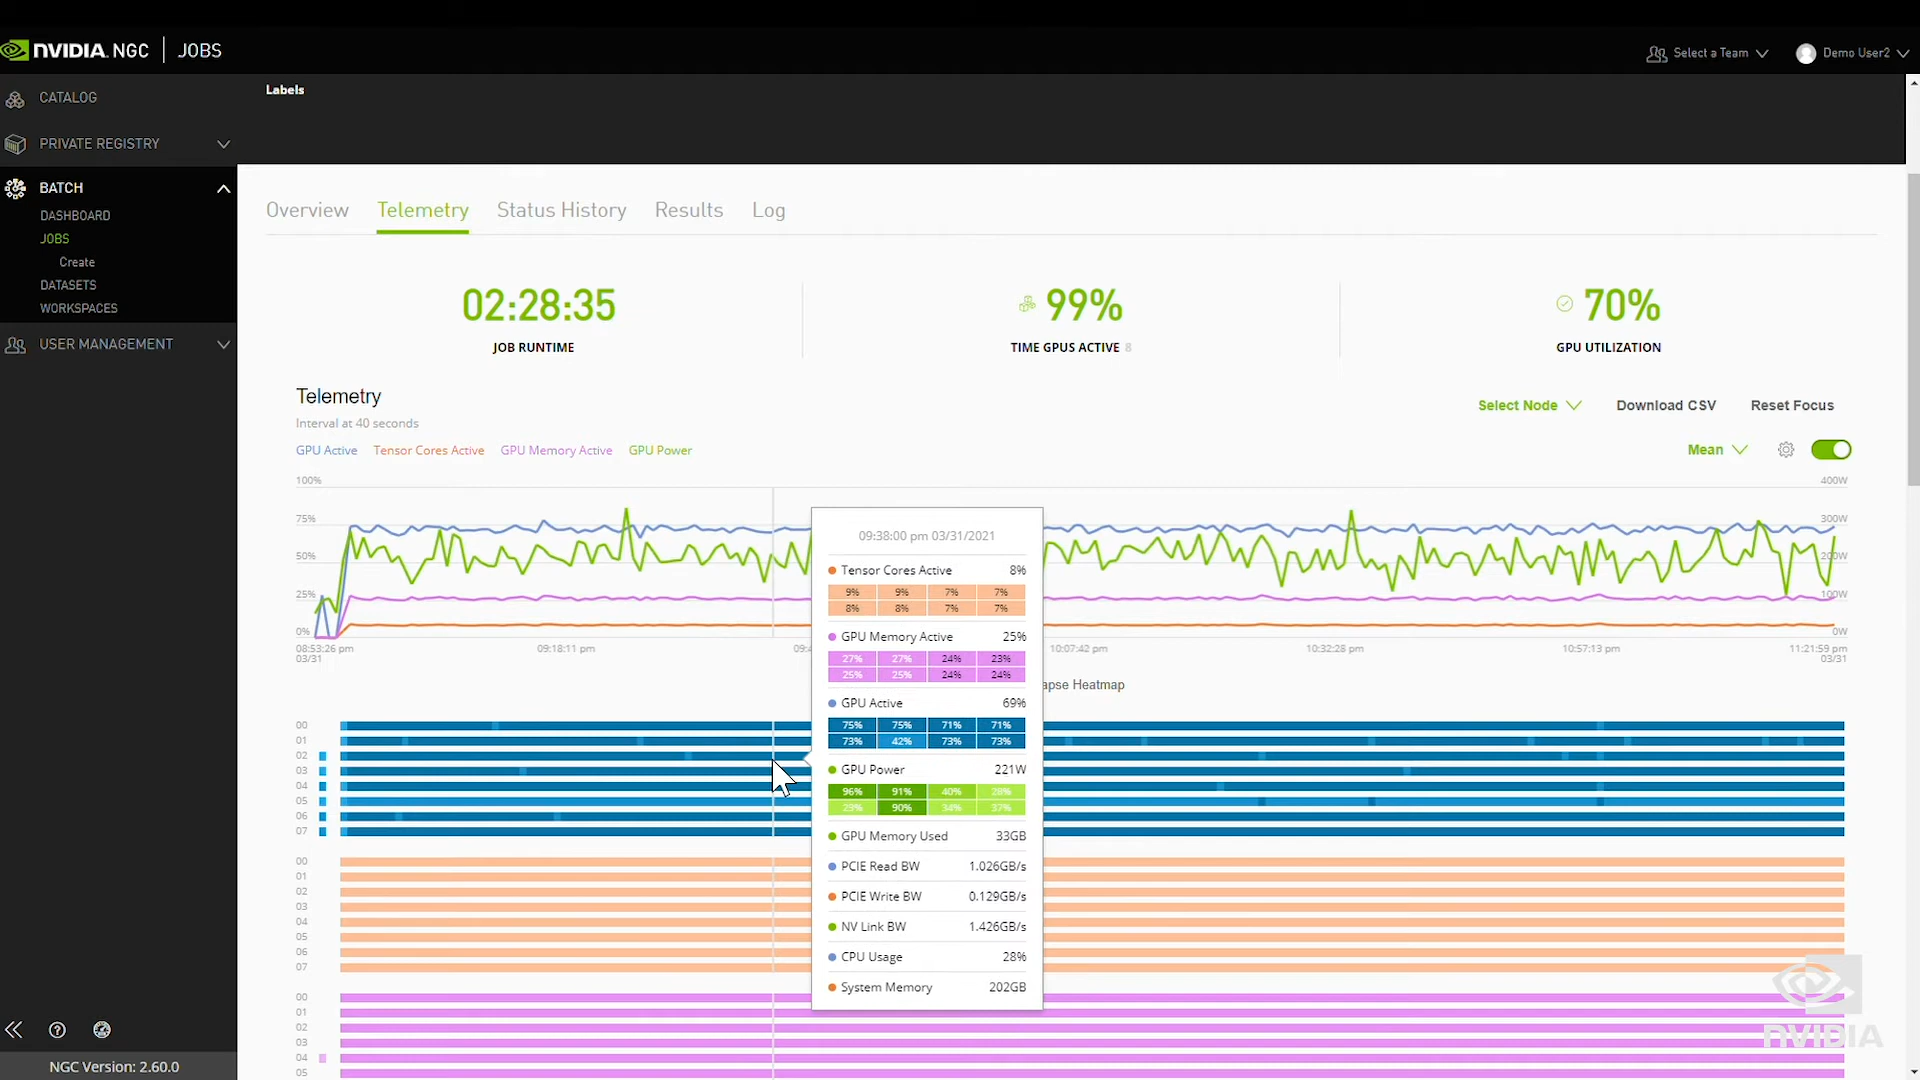 NVIDIA. NGC | JOBS
Select a Team
Demo User2
CATALOG
PRIVATE REGISTRY
BATCH
DASHBOARD
JOBS
Create
DATASETS
WORKSPACES
USER MANAGEMENT
NGC Version: 2.60.0
Labels
Overview Telemetry Status History Results Log
02:28:35
JOB RUNTIME
99%
TIME GPUS ACTIVE 8
70%
GPU UTILIZATION
Telemetry
Interval at 40 seconds
Select Node Download CSV Reset Focus
GPU Active Tensor Cores Active GPU Memory Active GPU Power
Mean
100% 400W
75% 300W
50% 200W
25% 100W
0% 0W
08:53:26 pm 09:18:11 pm 09:4 10:07:42 pm 10:32:28 pm 10:57:13 pm 11:21:59 pm
03/31 03/31
apse Heatmap
09:38:00 pm 03/31/2021
Tensor Cores Active 8%
9% 9% 7% 7%
8% 8% 7% 7%
GPU Memory Active 25%
27% 27% 24% 23%
25% 25% 24% 24%
GPU Active 69%
75% 75% 71% 71%
73% 42% 73% 73%
GPU Power 221W
96% 91% 40% 28%
29% 90% 34% 37%
GPU Memory Used 33GB
PCIE Read BW 1.026GB/s
PCIE Write BW 0.129GB/s
NV Link BW 1.426GB/s
CPU Usage 28%
System Memory 202GB
00
01
02
03
04
05
06
07
00
01
02
03
04
05
06
07
00
01
02
03
04
05
NVIDIA